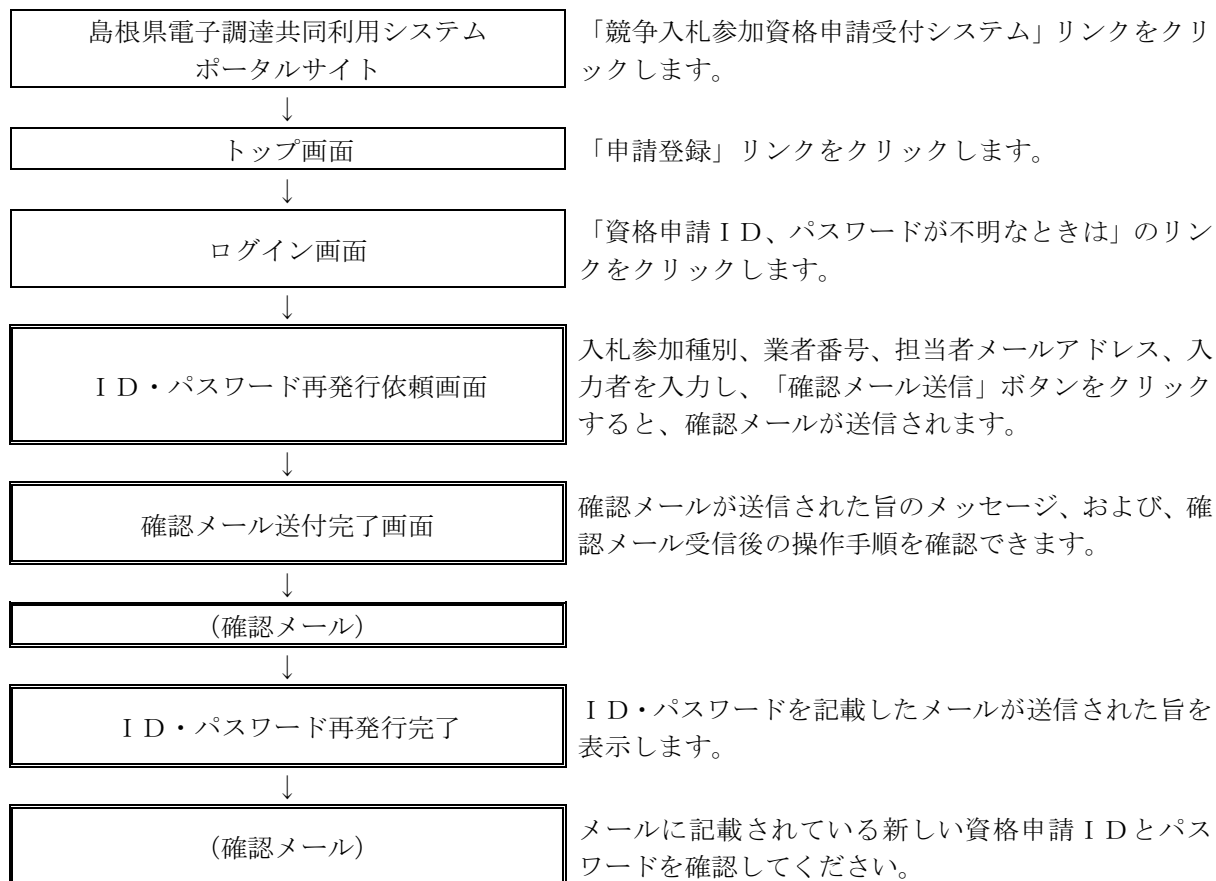 島根県電子調達共同利用システム
ポータルサイト
「競争入札参加資格申請受付システム」リンクをクリ
ックします。
↓
トップ画面
「申請登録」リンクをクリックします。
↓
ログイン画面
「資格申請ＩＤ、パスワードが不明なときは」のリン
クをクリックします。
↓
ＩＤ・パスワード再発行依頼画面
入札参加種別、業者番号、担当者メールアドレス、入
力者を入力し、「確認メール送信」ボタンをクリック
すると、確認メールが送信されます。
↓
確認メール送付完了画面
確認メールが送信された旨のメッセージ、および、確
認メール受信後の操作手順を確認できます。
↓
（確認メール）
↓
ＩＤ・パスワード再発行完了
ＩＤ・パスワードを記載したメールが送信された旨を
表示します。
↓
（確認メール）
メールに記載されている新しい資格申請ＩＤとパス
ワードを確認してください。